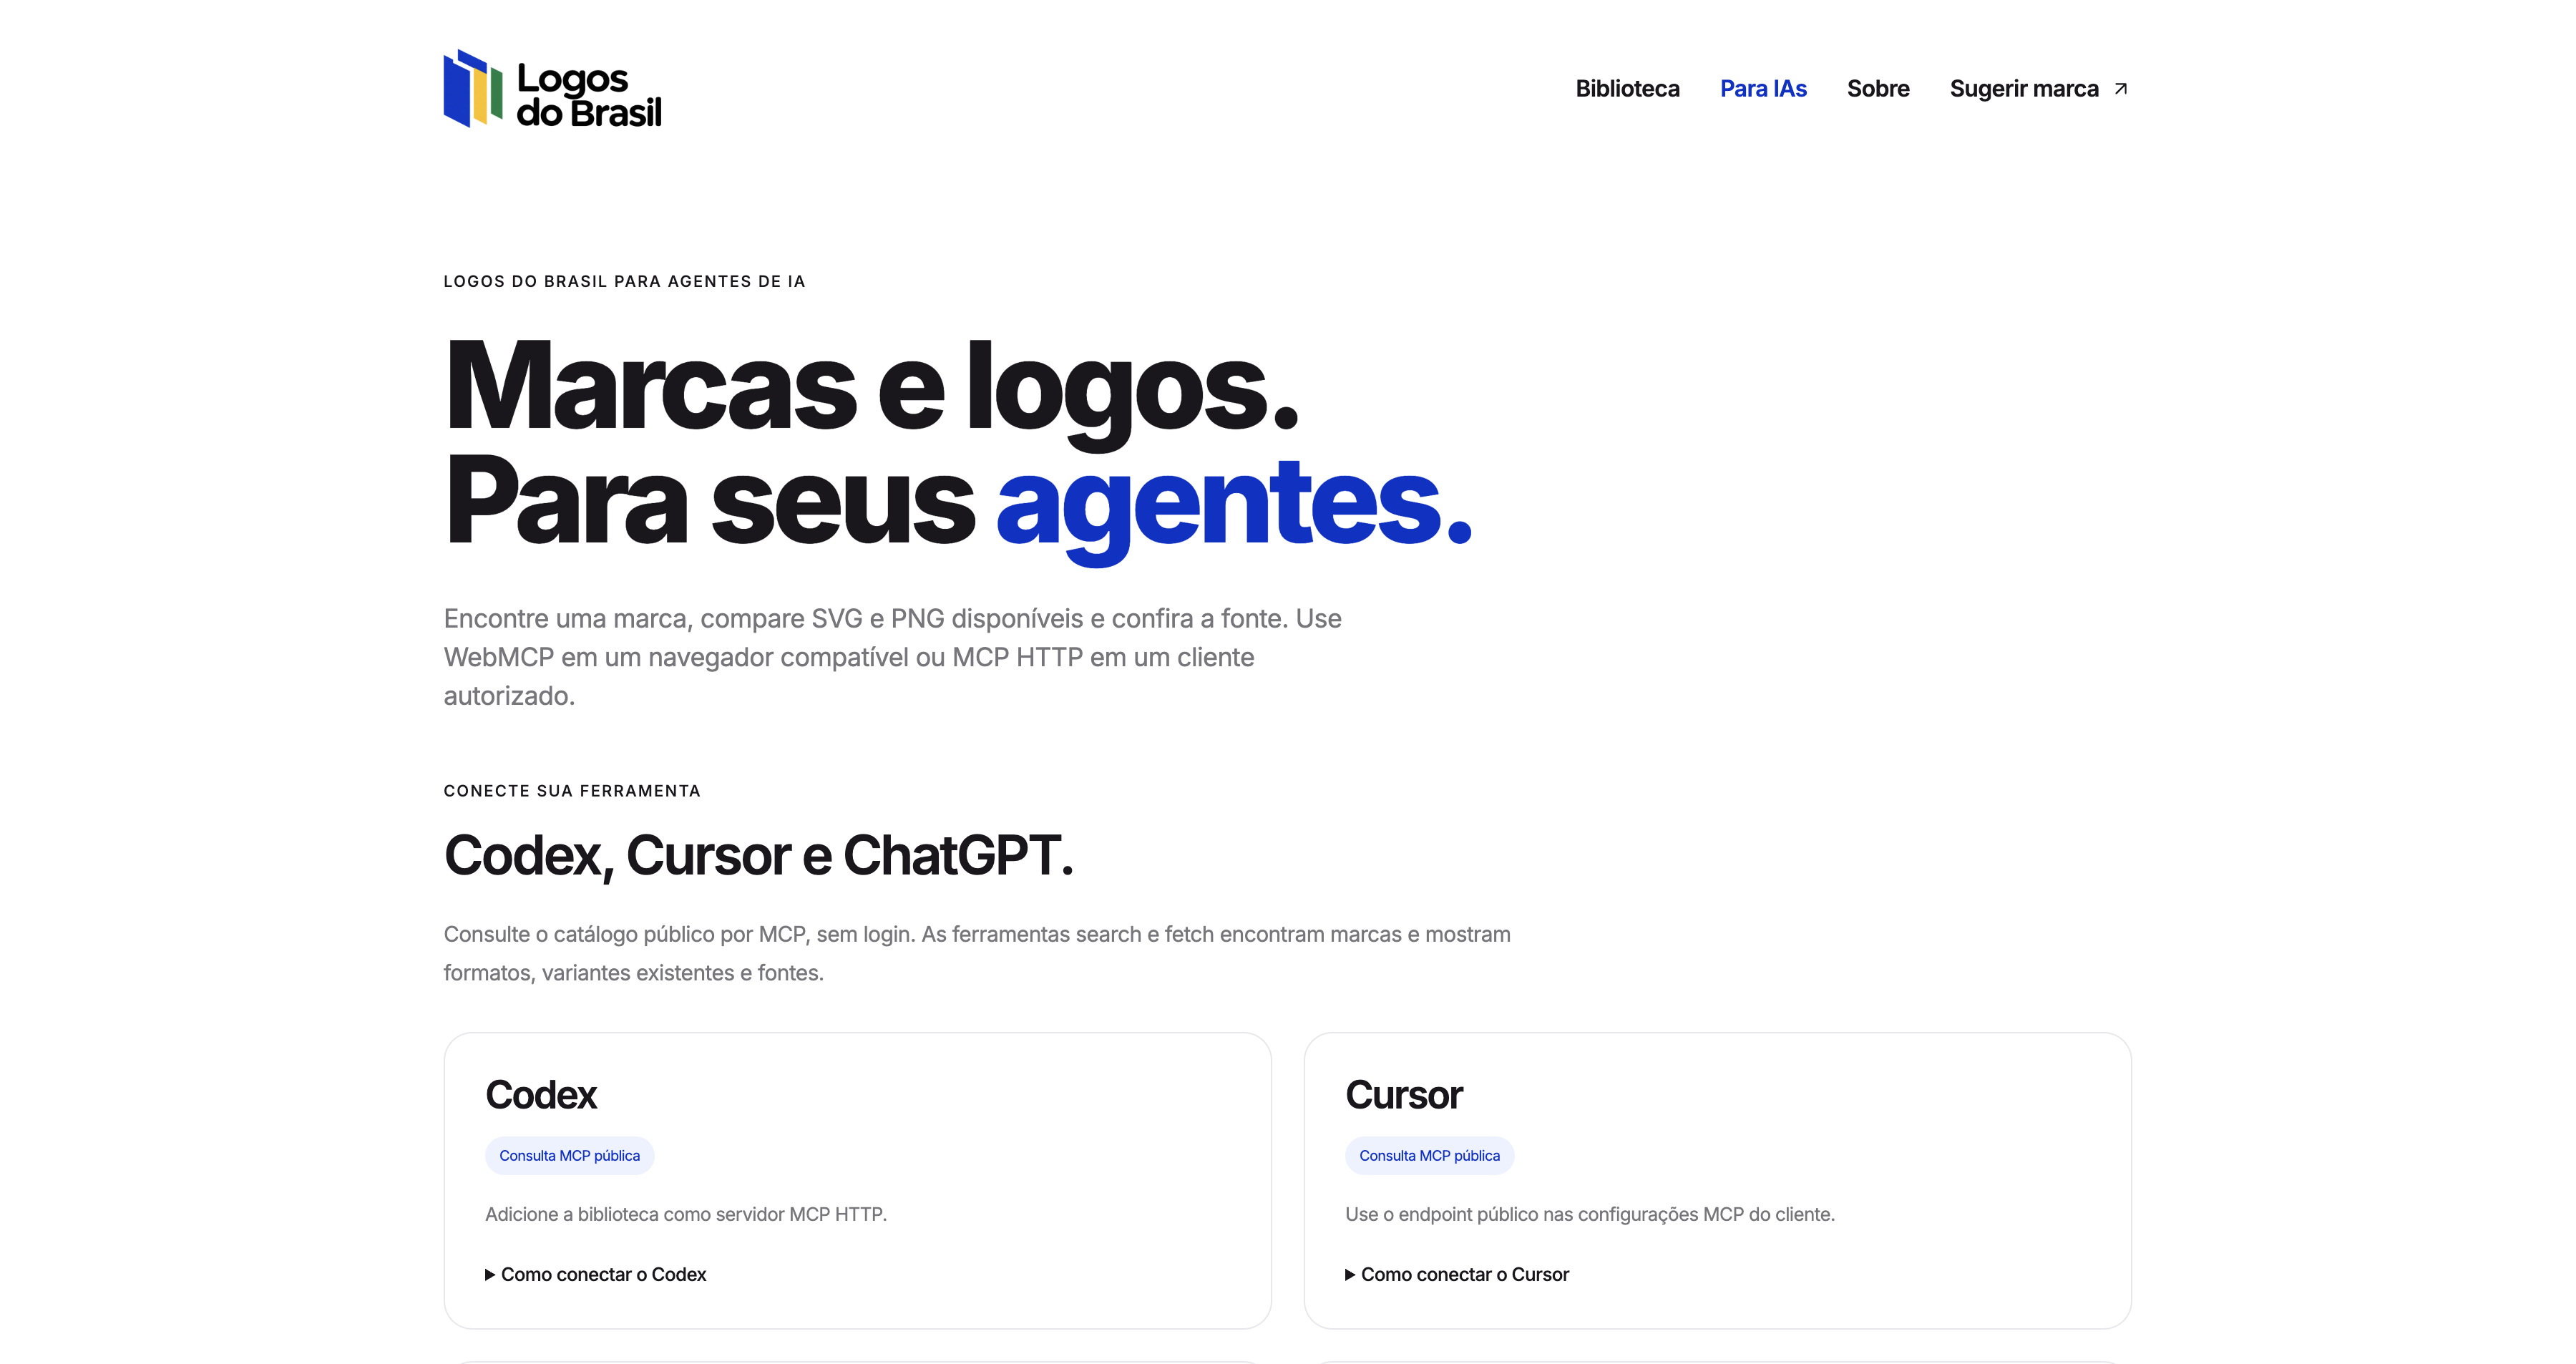 Logos
do Brasil
Biblioteca
Para IAs
Sobre
Sugerir marca
LOGOS DO BRASIL PARA AGENTES DE IA
Marcas e logos.
Para seus agentes.
Encontre uma marca, compare SVG e PNG disponíveis e confira a fonte. Use
WebMCP em um navegador compatível ou MCP HTTP em um cliente
autorizado.
CONECTE SUA FERRAMENTA
Codex, Cursor e ChatGPT.
Consulte o catálogo público por MCP, sem login. As ferramentas search e fetch encontram marcas e mostram
formatos, variantes existentes e fontes.
Codex
Consulta MCP pública
Adicione a biblioteca como servidor MCP HTTP.
Como conectar o Codex
Cursor
Consulta MCP pública
Use o endpoint público nas configurações MCP do cliente.
Como conectar o Cursor